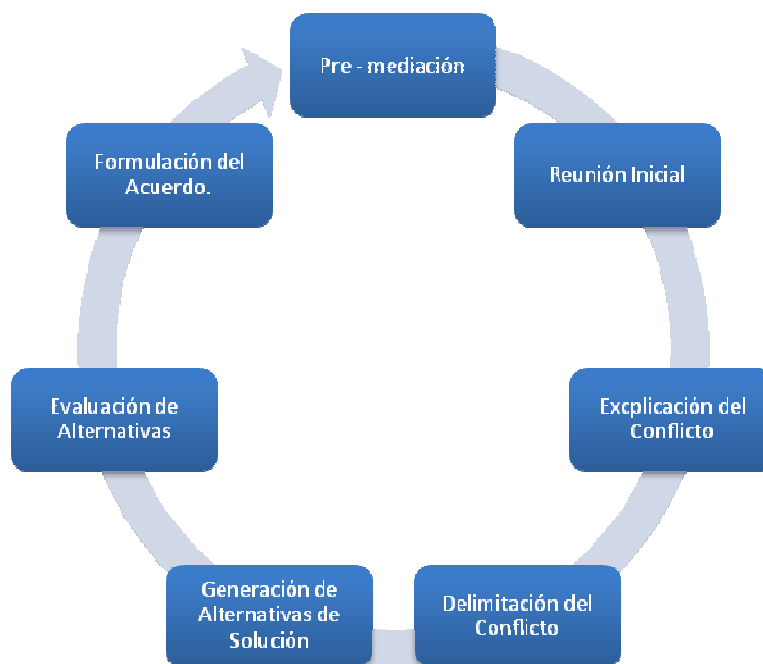 Pre - mediación
Reunión Inicial
Excplicación del
Conflicto
Delimitación del
Conflicto
Generación de
Alternativas de
Solución
Evaluación de
Alternativas
Formulación del
Acuerdo.